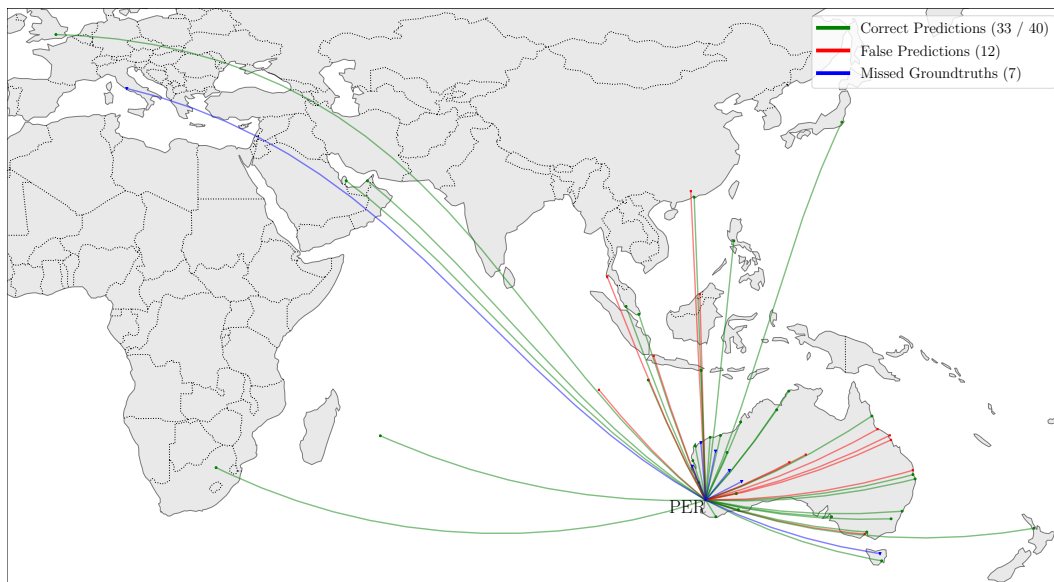 Correct Predictions (33 / 40)
False Predictions (12)
Missed Groundtruths (7)
PER